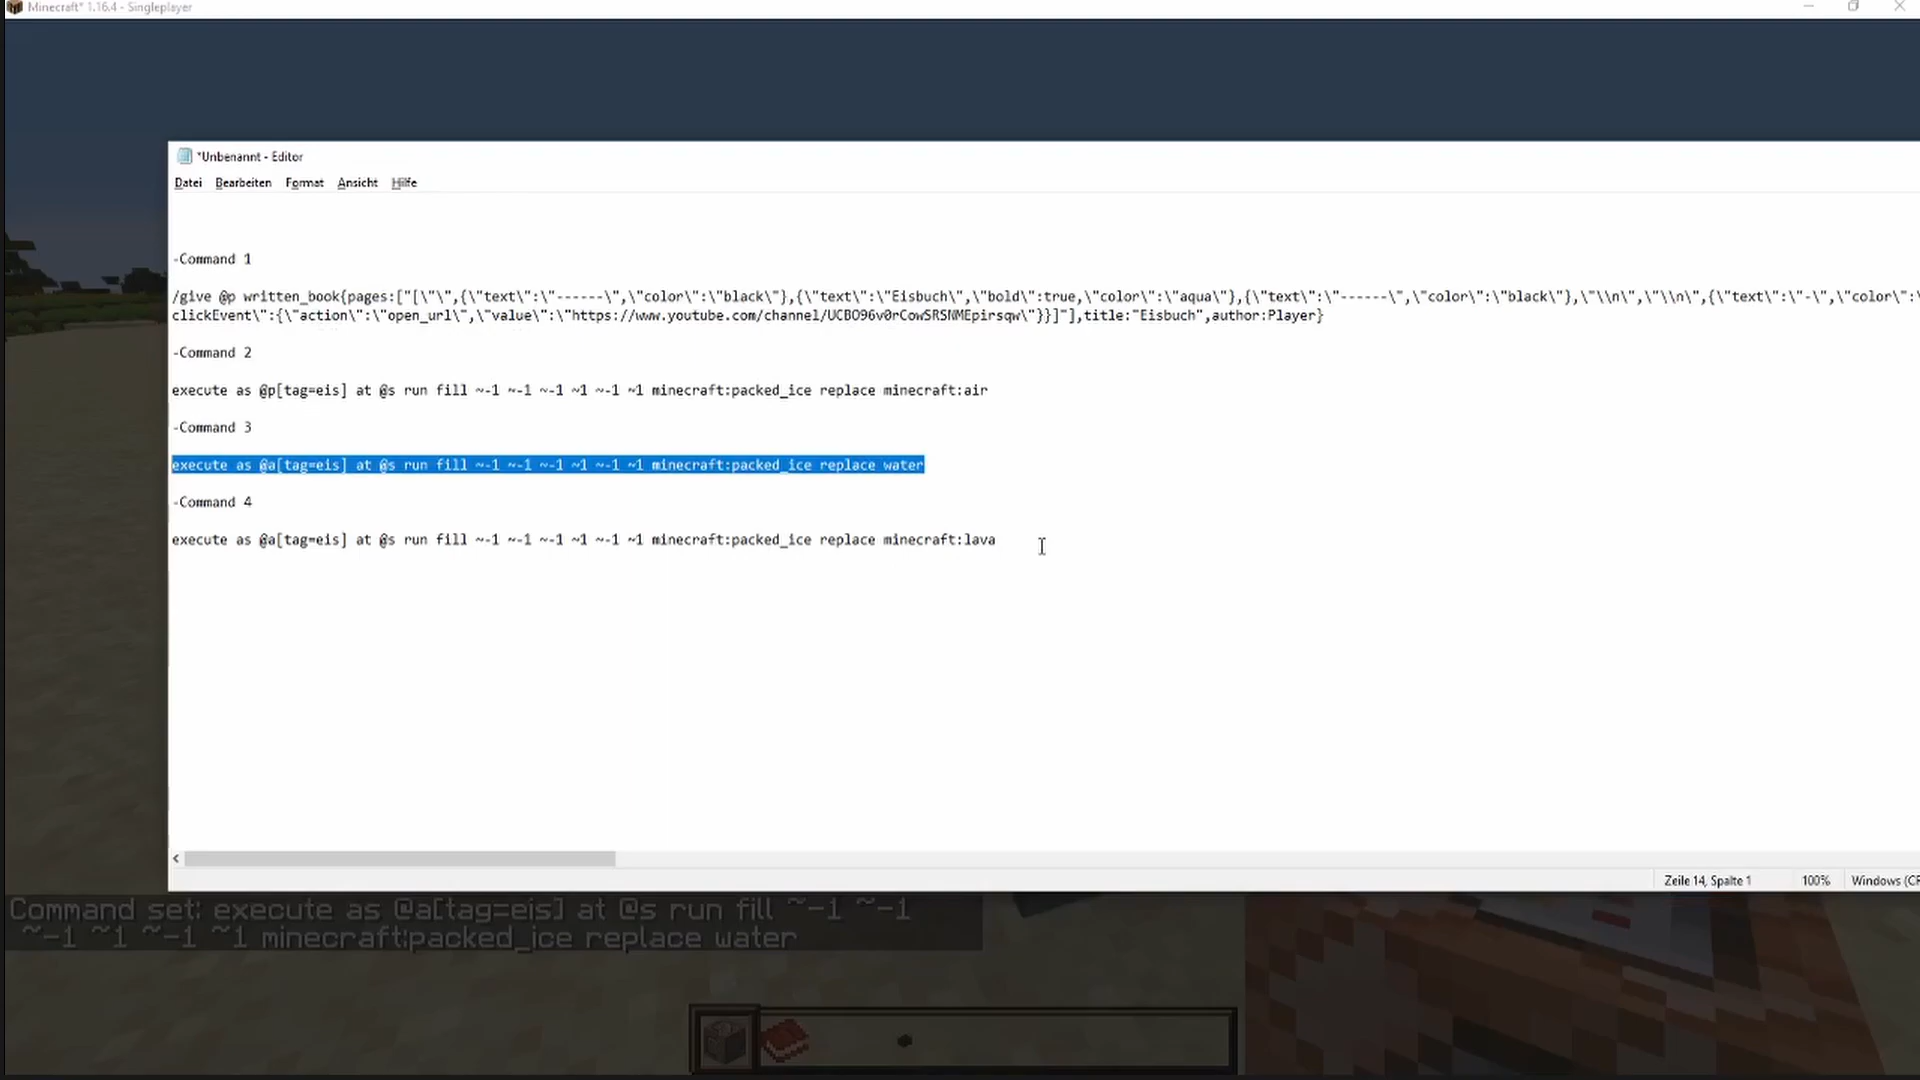 Minecraft* 1.16.4 - Singleplayer
*Unbenannt - Editor
Datei Bearbeiten Format Ansicht Hilfe
-Command 1
/give @p written_book{pages:["[\"\",{\"text\":\"------\",\"color\":\"black\"},{\"text\":\"Eisbuch\",\"bold\":true,\"color\":\"aqua\"},{\"text\":\"------\",\"color\":\"black\"},\"\\n\",\"\\n\",{\"text\":\"-\",\"color\":\
clickEvent\":{\"action\":\"open_url\",\"value\":\"https://www.youtube.com/channel/UCBO96v0rCowSRSNMEpirsqw\"}}]"],title:"Eisbuch",author:Player}
-Command 2
execute as @p[tag=eis] at @s run fill ~-1 ~-1 ~-1 ~1 ~-1 ~1 minecraft:packed_ice replace minecraft:air
-Command 3
execute as @a[tag=eis] at @s run fill ~-1 ~-1 ~-1 ~1 ~-1 ~1 minecraft:packed_ice replace water
-Command 4
execute as @a[tag=eis] at @s run fill ~-1 ~-1 ~-1 ~1 ~-1 ~1 minecraft:packed_ice replace minecraft:lava
Zeile 14, Spalte 1 100% Windows (CR
Command set: execute as @a[tag=eis] at @s run fill ~-1 ~-1
~-1 ~1 ~-1 ~1 minecraft:packed_ice replace water